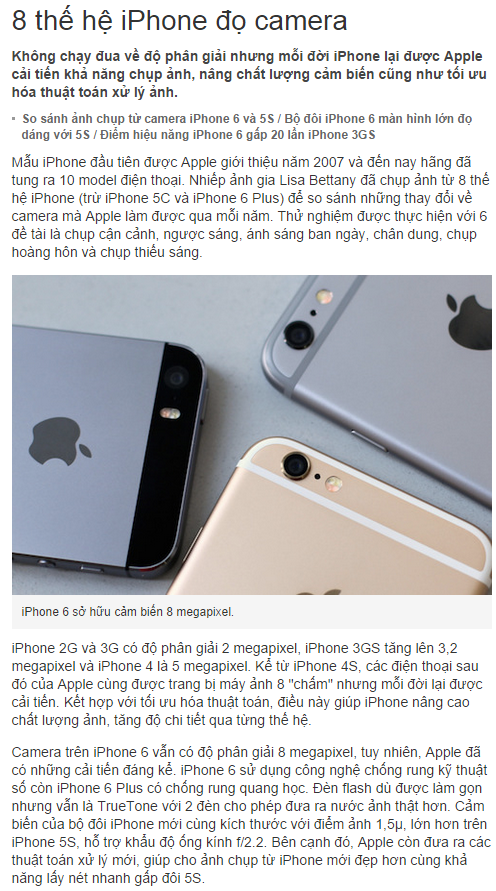 8 thế hệ iPhone đọ camera
Không chạy đua về độ phân giải nhưng mỗi đời iPhone lại được Apple
cải tiến khả năng chụp ảnh, nâng chất lượng cảm biến cũng như tối ưu
hóa thuật toán xử lý ảnh.
So sánh ảnh chụp từ camera iPhone 6 và 5S / Bộ đôi iPhone 6 màn hình lớn đọ
dáng với 5S / Điểm hiệu năng iPhone 6 gấp 20 lần iPhone 3GS
Mẫu iPhone đầu tiên được Apple giới thiệu năm 2007 và đến nay hãng đã
tung ra 10 model điện thoại. Nhiếp ảnh gia Lisa Bettany đã chụp ảnh từ 8 thế
hệ iPhone (trừ iPhone 5C và iPhone 6 Plus) để so sánh những thay đổi về
camera mà Apple làm được qua mỗi năm. Thử nghiệm được thực hiện với 6
đề tài là chụp cận cảnh, ngược sáng, ánh sáng ban ngày, chân dung, chụp
hoàng hôn và chụp thiếu sáng.
iPhone 6 sở hữu cảm biến 8 megapixel.
iPhone 2G và 3G có độ phân giải 2 megapixel, iPhone 3GS tăng lên 3,2
megapixel và iPhone 4 là 5 megapixel. Kể từ iPhone 4S, các điện thoại sau
đó của Apple cùng được trang bị máy ảnh 8 "chấm" nhưng mỗi đời lại được
cải tiến. Kết hợp với tối ưu hóa thuật toán, điều này giúp iPhone nâng cao
chất lượng ảnh, tăng độ chi tiết qua từng thế hệ.
Camera trên iPhone 6 vẫn có độ phân giải 8 megapixel, tuy nhiên, Apple đã
có những cải tiến đáng kể. iPhone 6 sử dụng công nghệ chống rung kỹ thuật
số còn iPhone 6 Plus có chống rung quang học. Đèn flash dù được làm gọn
nhưng vẫn là TrueTone với 2 đèn cho phép đưa ra nước ảnh thật hơn. Cảm
biến của bộ đôi iPhone mới cùng kích thước với điểm ảnh 1,5µ, lớn hơn trên
iPhone 5S, hỗ trợ khẩu độ ống kính f/2.2. Bên cạnh đó, Apple còn đưa ra các
thuật toán xử lý mới, giúp cho ảnh chụp từ iPhone mới đẹp hơn cùng khả
năng lấy nét nhanh gấp đôi 5S.